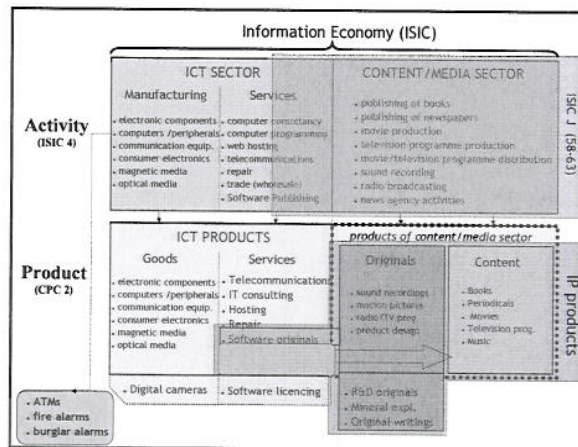 Information Economy (ISIC)
ICT SECTOR
CONTENT/MEDIA SECTOR
Manufacturing
Services
Activity
(ISIC 4)
• electronic components
• computers /peripherals
• communication equip.
• consumer electronics
• magnetic media
• optical media
• computer consultancy
• computer programming
• web hosting
• telecommunications
• repair
• trade (wholesale)
• Software Publishing
• publishing of books
• publishing of newspapers
• movie production
• television programme production
• movie/television programme distribution
• sound recording
• radio broadcasting
• news agency activities
ISIC J (58-63)
ICT PRODUCTS
products of content/media sector
Goods
Services
Originals
Content
Product
(CPC 2)
• electronic components
• computers /peripherals
• communication equip.
• consumer electronics
• magnetic media
• optical media
• Telecommunications
• IT consulting
• Hosting
• Repair
• Software originals
• sound recordings
• motion pictures
• radio/TV prog.
• product design
• Books
• Periodicals
• Movies
• Television prog.
• Music
IP products
• Digital cameras
• Software licencing
• R&D originals
• Mineral expl.
• Original writings
• ATMs
• fire alarms
• burglar alarms